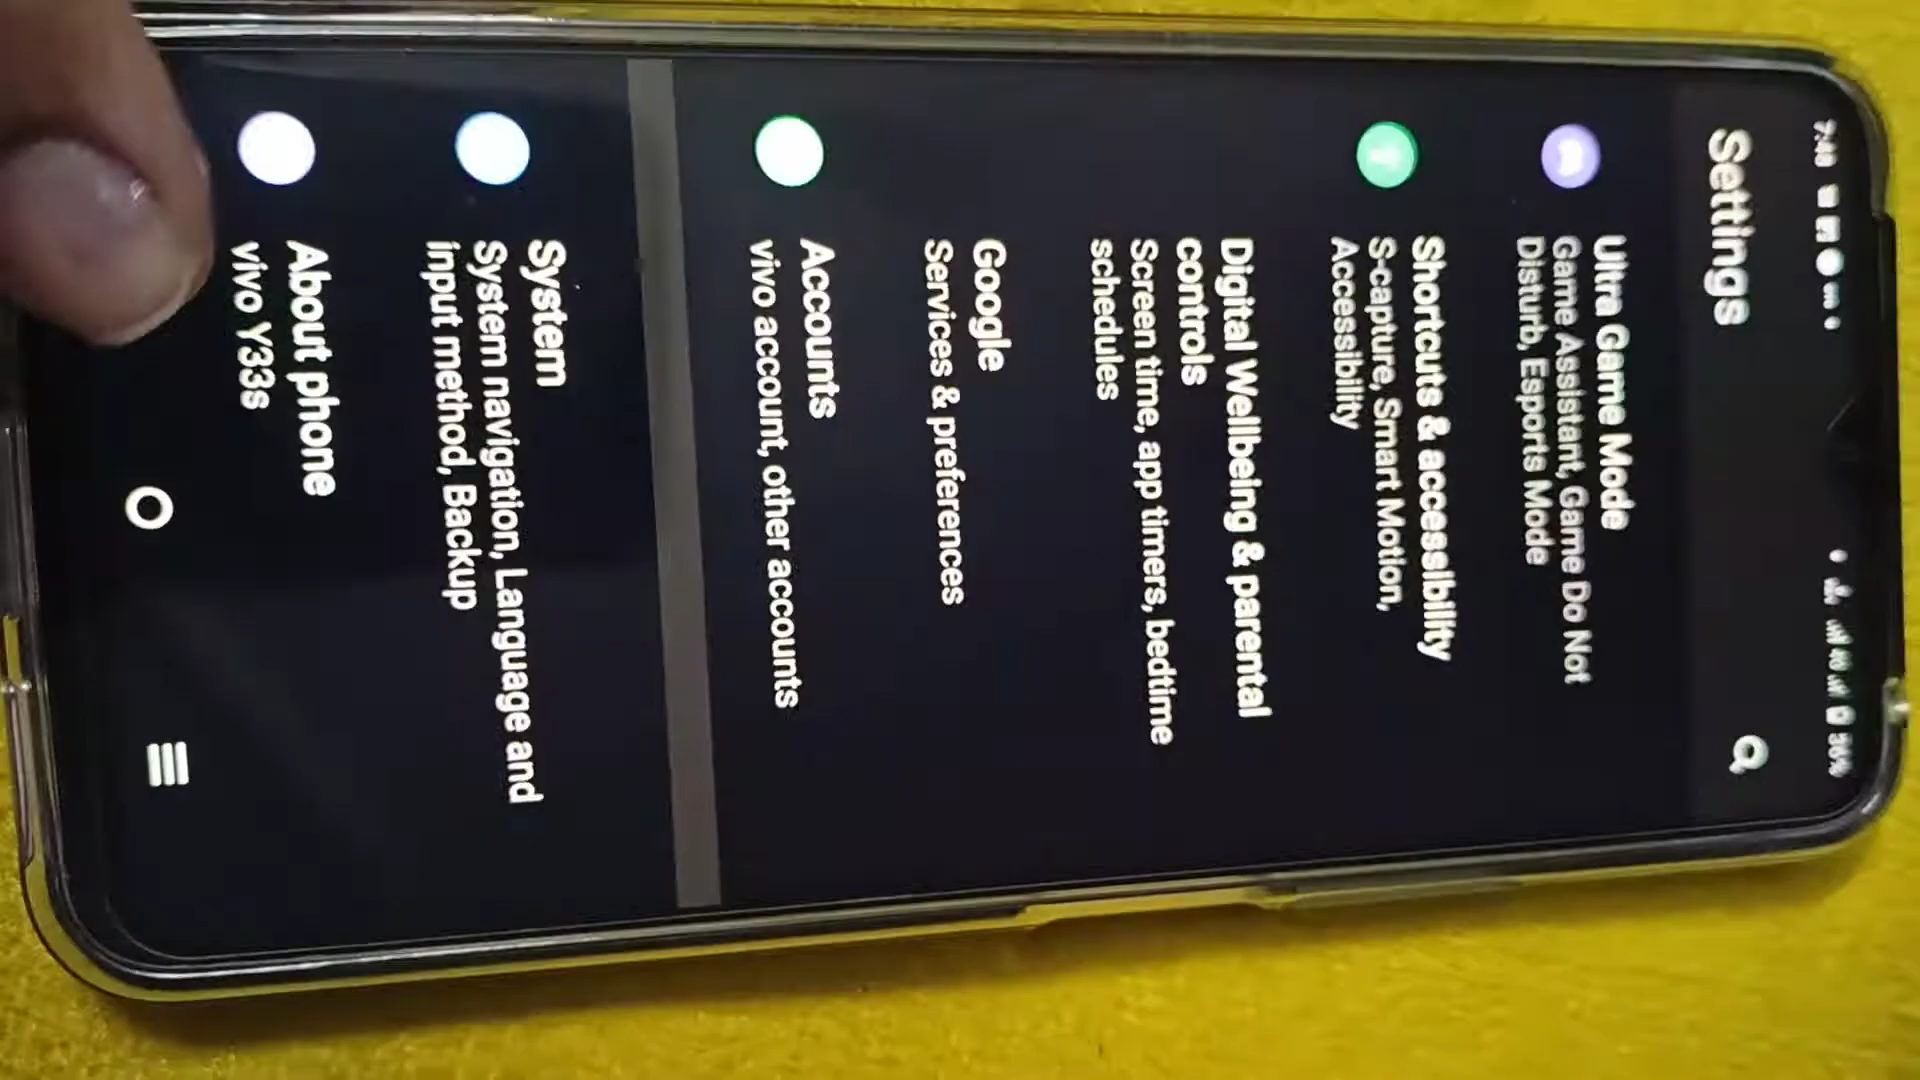 Settings
Ultra Game Mode
Game Assistant, Game Do Not
Disturb, Esports Mode
Shortcuts & accessibility
S-capture, Smart Motion,
Accessibility
Digital Wellbeing & parental
controls
Screen time, app timers, bedtime
schedules
Google
Services & preferences
Accounts
vivo account, other accounts
System
System navigation, Language and
input method, Backup
About phone
vivo Y33s